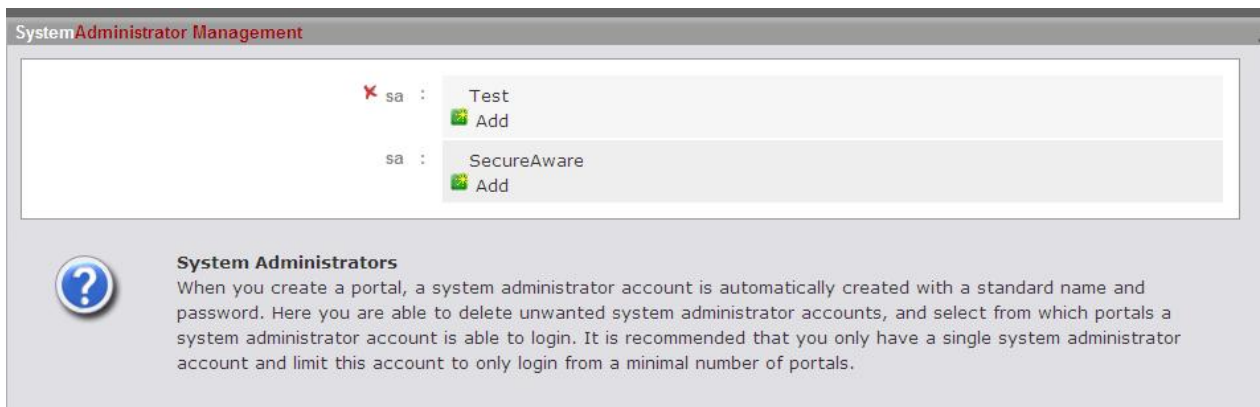 SystemAdministrator Management
sa : Test
Add
sa : SecureAware
Add
System Administrators
When you create a portal, a system administrator account is automatically created with a standard name and
password. Here you are able to delete unwanted system administrator accounts, and select from which portals a
system administrator account is able to login. It is recommended that you only have a single system administrator
account and limit this account to only login from a minimal number of portals.